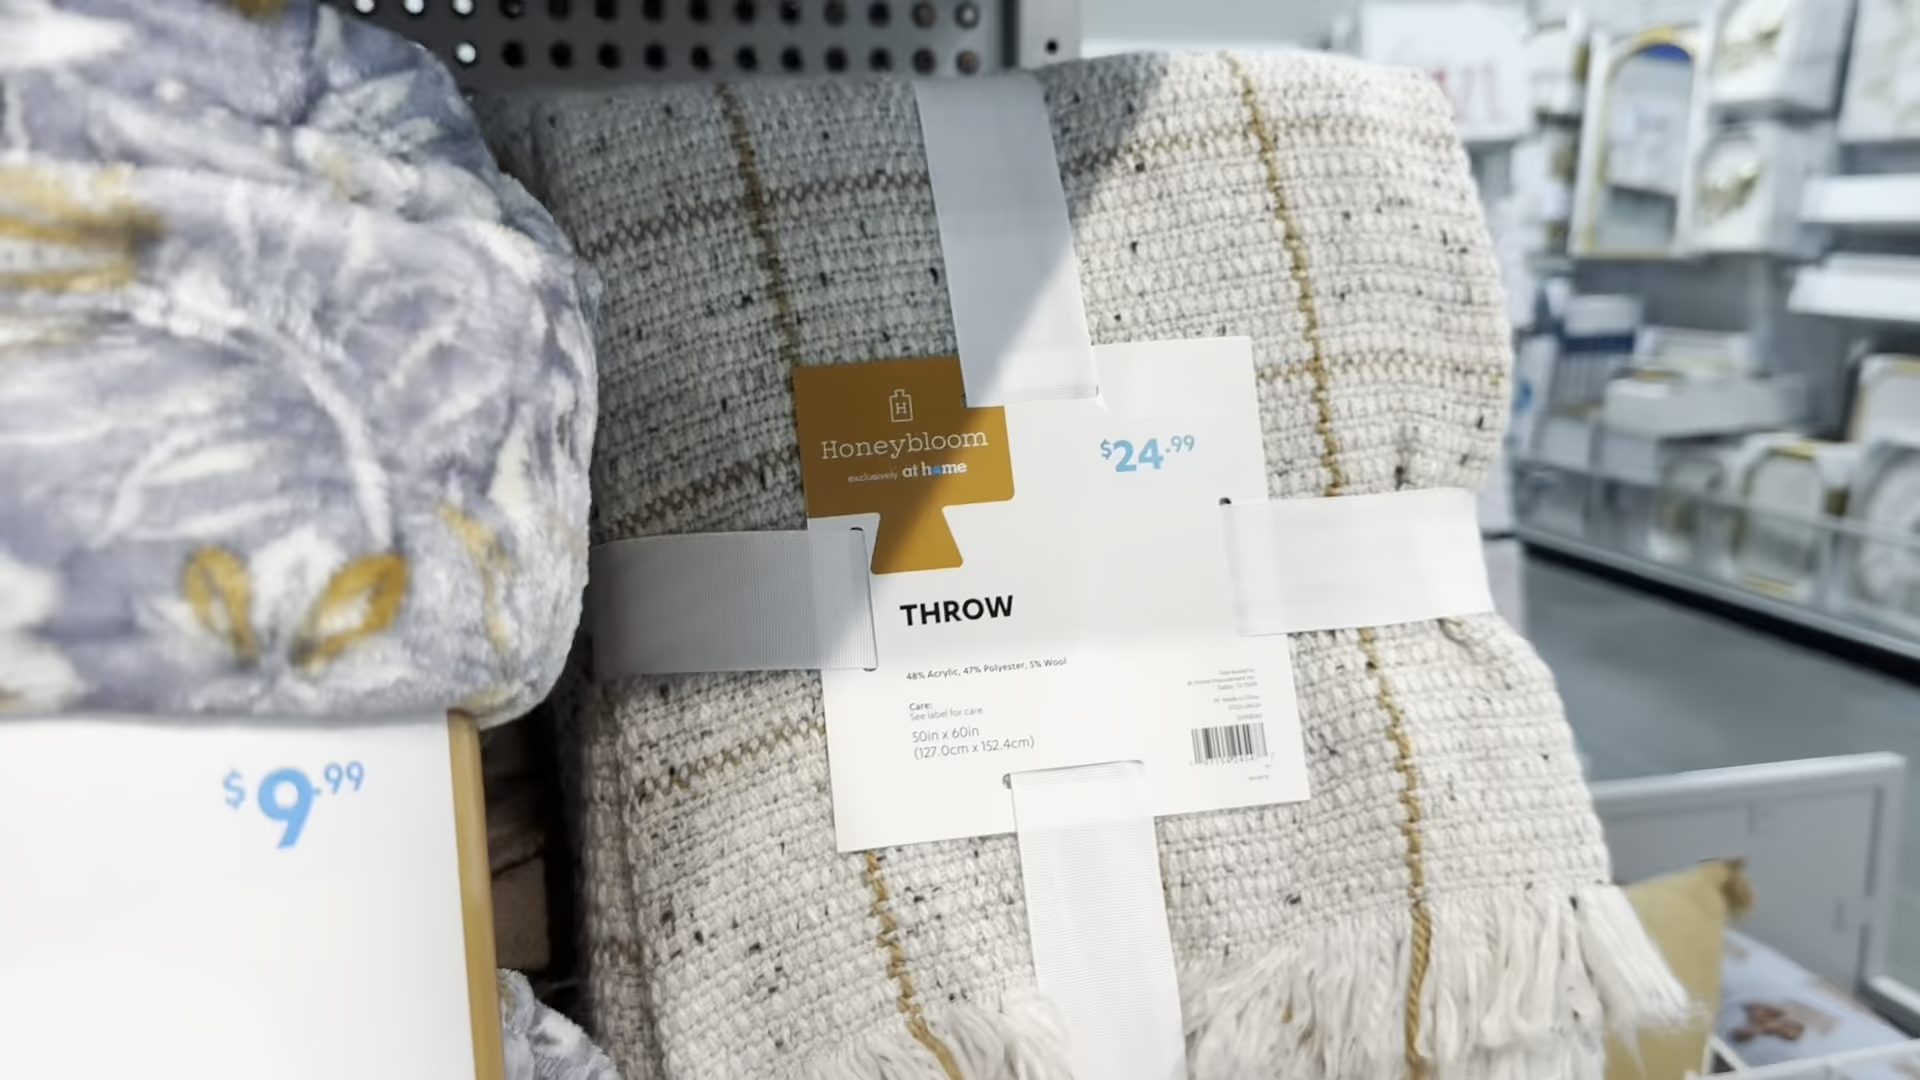 H
Honeybloom
exclusively at home
$24.99
THROW
48% Acrylic, 47% Polyester, 5% Wool
Care:
See label for care.
50in x 60in
(127.0cm x 152.4cm)
$9.99